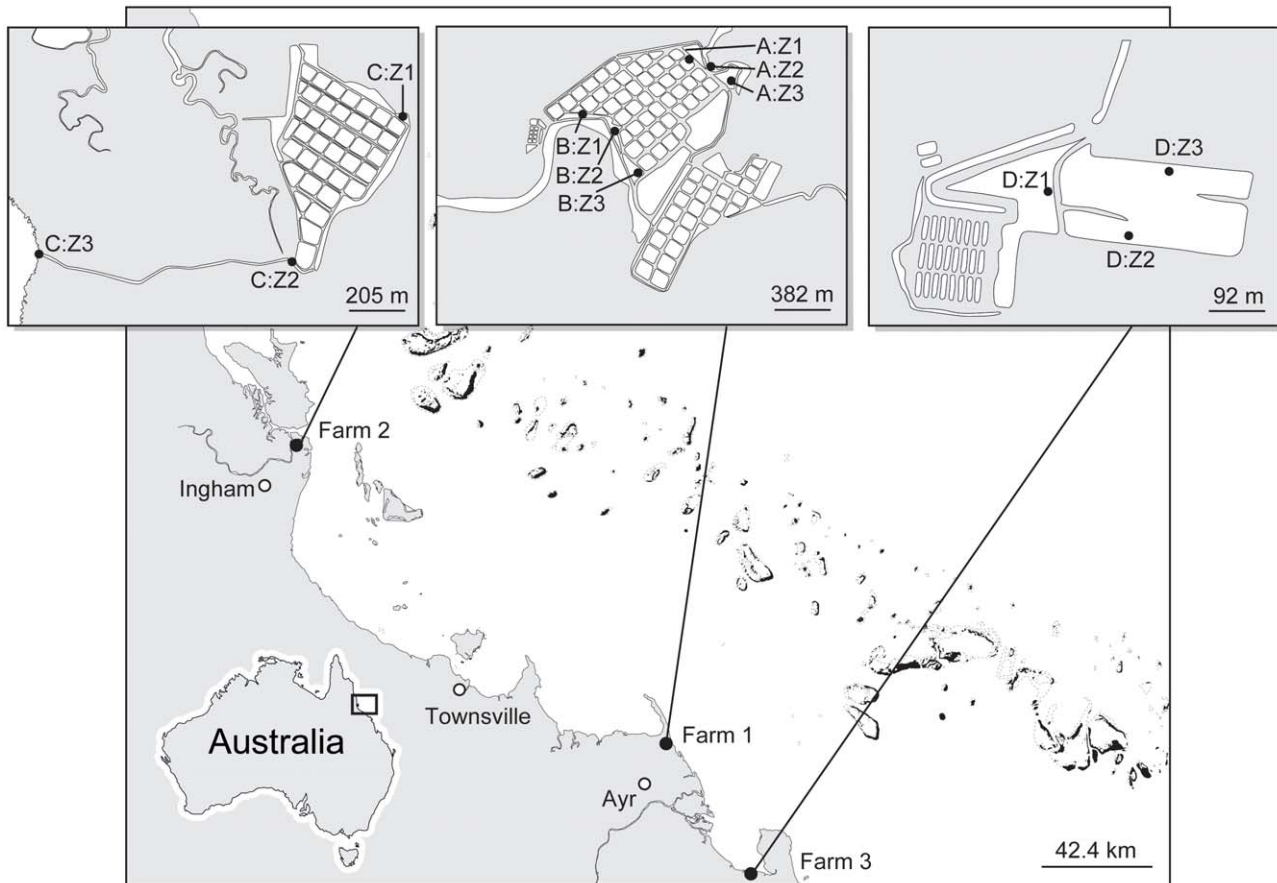 C:Z1
C:Z3
C:Z2
205 m
A:Z1
A:Z2
A:Z3
B:Z1
B:Z2
B:Z3
382 m
D:Z3
D:Z1
D:Z2
92 m
Farm 2
Ingham
Townsville
Australia
Farm 1
Ayr
Farm 3
42.4 km